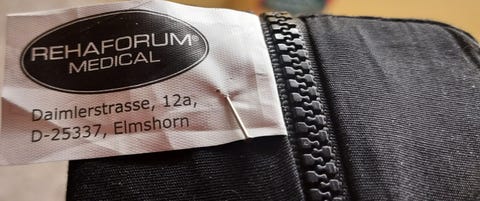 REHAFORUM®
MEDICAL
Daimlerstrasse, 12a,
D-25337, Elmshorn